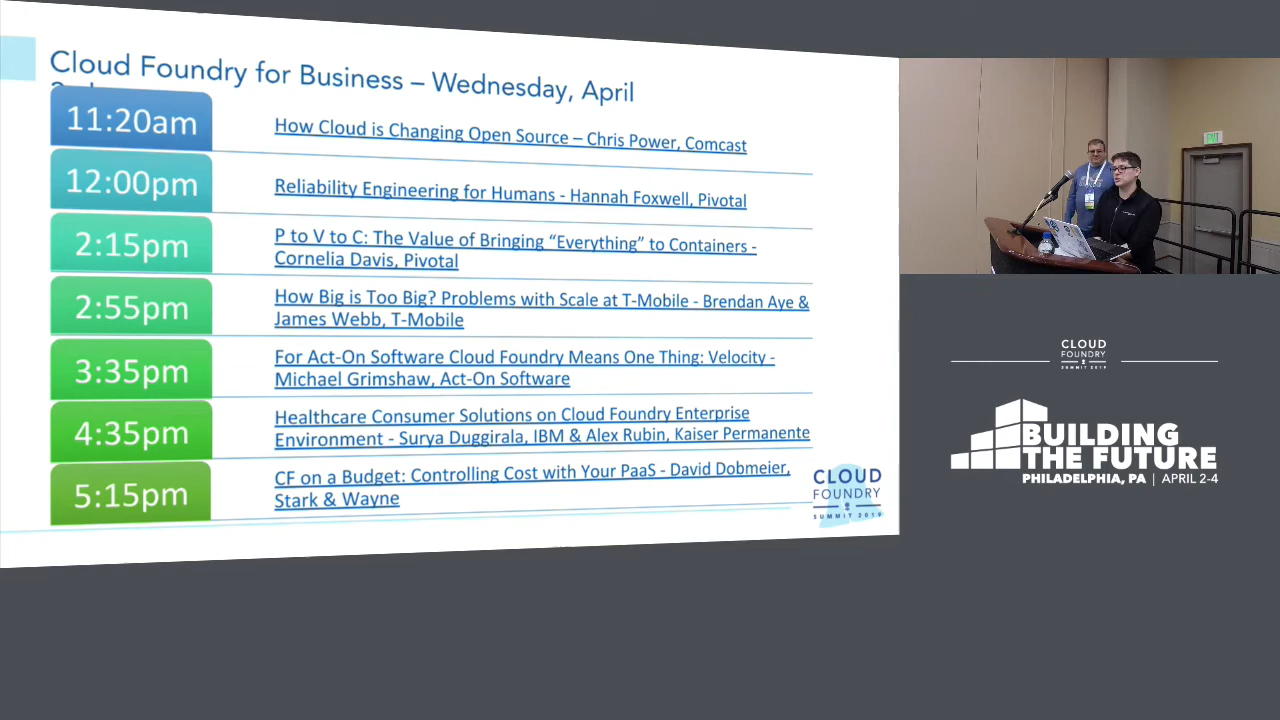 Cloud Foundry for Business – Wednesday, April
11:20am
How Cloud is Changing Open Source – Chris Power, Comcast
12:00pm
Reliability Engineering for Humans - Hannah Foxwell, Pivotal
2:15pm
P to V to C: The Value of Bringing “Everything” to Containers -
Cornelia Davis, Pivotal
2:55pm
How Big is Too Big? Problems with Scale at T-Mobile - Brendan Aye &
James Webb, T-Mobile
3:35pm
For Act-On Software Cloud Foundry Means One Thing: Velocity -
Michael Grimshaw, Act-On Software
4:35pm
Healthcare Consumer Solutions on Cloud Foundry Enterprise
Environment - Surya Duggirala, IBM & Alex Rubin, Kaiser Permanente
5:15pm
CF on a Budget: Controlling Cost with Your PaaS - David Dobmeier,
Stark & Wayne
CLOUD
FOUNDRY
SUMMIT 2019
EXIT
CLOUD
FOUNDRY
SUMMIT 2019
BUILDING
THE FUTURE
PHILADELPHIA, PA | APRIL 2-4